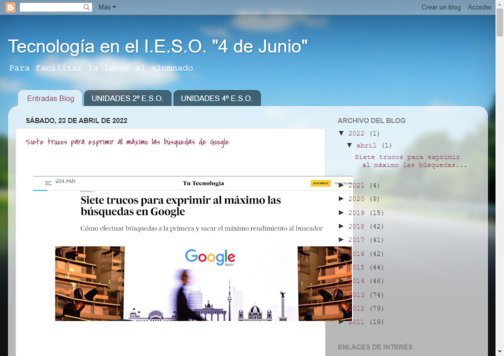 Más
Crear un blog Acceder
Tecnología en el I.E.S.O. "4 de Junio"
Para facilitar la labor al alumnado
Entradas Blog UNIDADES 2º E.S.O. UNIDADES 4º E.S.O.
SÁBADO, 23 DE ABRIL DE 2022
Siete trucos para exprimir al máximo las búsquedas de Google
EL PAÍS
Tu Tecnología
Siete trucos para exprimir al máximo las
búsquedas en Google
Cómo efectuar búsquedas a la primera y sacar el máximo rendimiento al buscador
Google
ARCHIVO DEL BLOG
▼ 2022 (1)
▼ abril (1)
Siete trucos para exprimir
al máximo las búsquedas...
► 2021 (4)
► 2020 (9)
► 2019 (15)
► 2018 (42)
► 2017 (41)
2016 (42)
2015 (44)
2014 (46)
2013 (74)
2012 (79)
2011 (19)
ENLACES DE INTERÉS